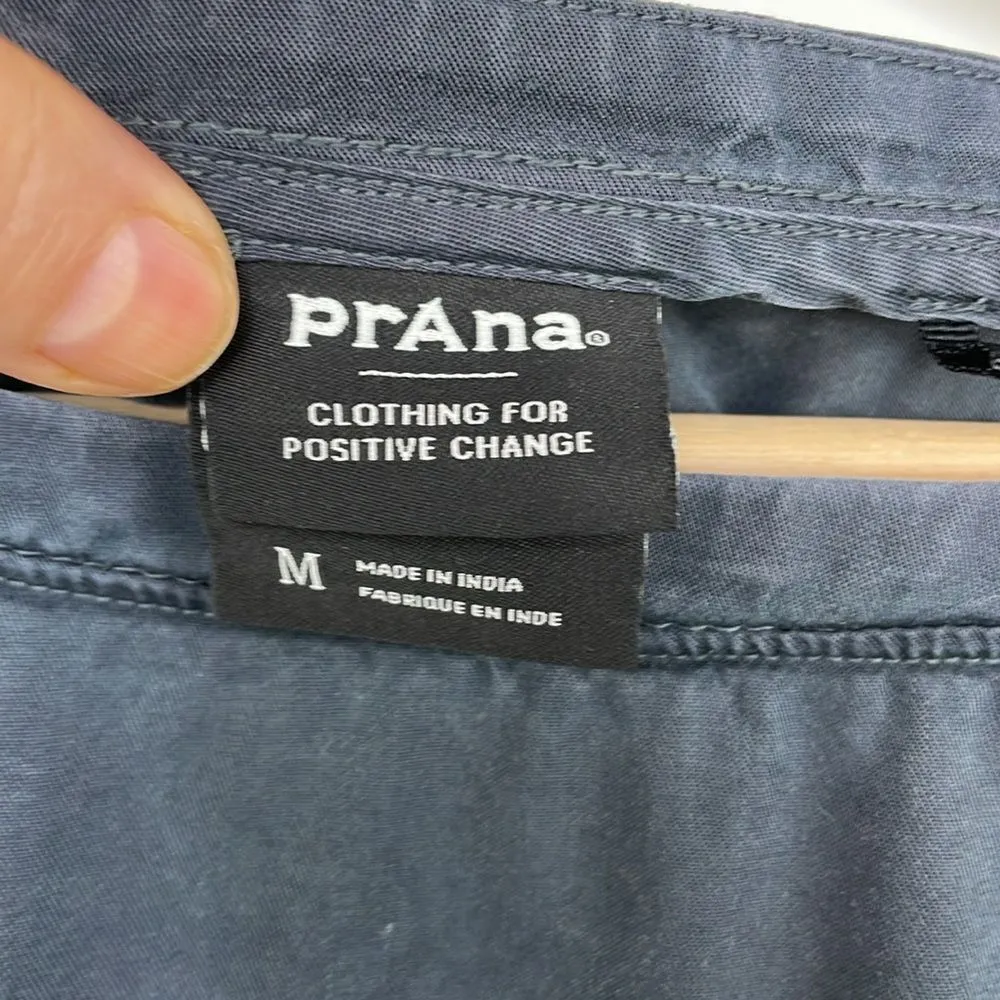 prAna®
CLOTHING FOR
POSITIVE CHANGE
M
MADE IN INDIA
FABRIQUE EN INDE